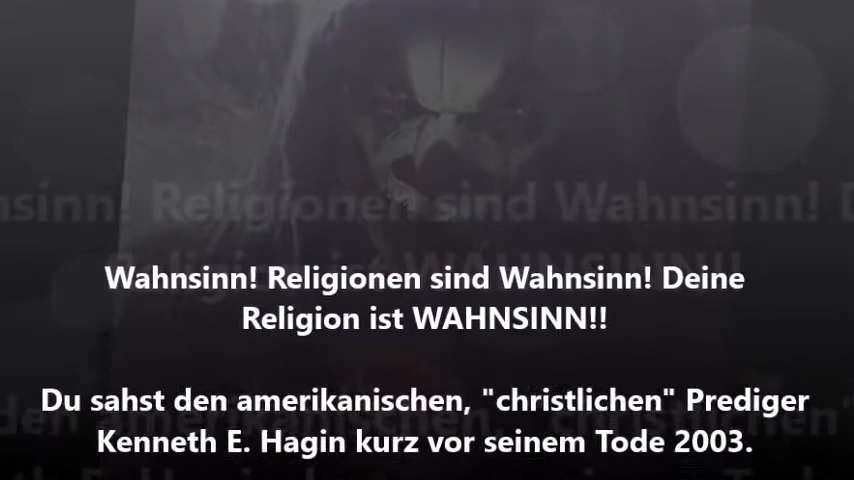 Wahnsinn! Religionen sind Wahnsinn! Deine
Religion ist WAHNSINN!!
Du sahst den amerikanischen, "christlichen" Prediger
Kenneth E. Hagin kurz vor seinem Tode 2003.